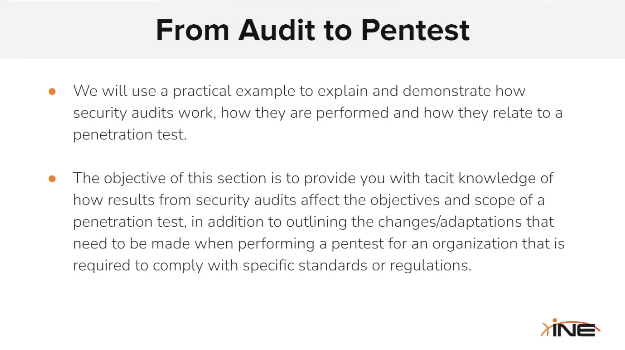 From Audit to Pentest
We will use a practical example to explain and demonstrate how
security audits work, how they are performed and how they relate to a
penetration test.
The objective of this section is to provide you with tacit knowledge of
how results from security audits affect the objectives and scope of a
penetration test, in addition to outlining the changes/adaptations that
need to be made when performing a pentest for an organization that is
required to comply with specific standards or regulations.
INE